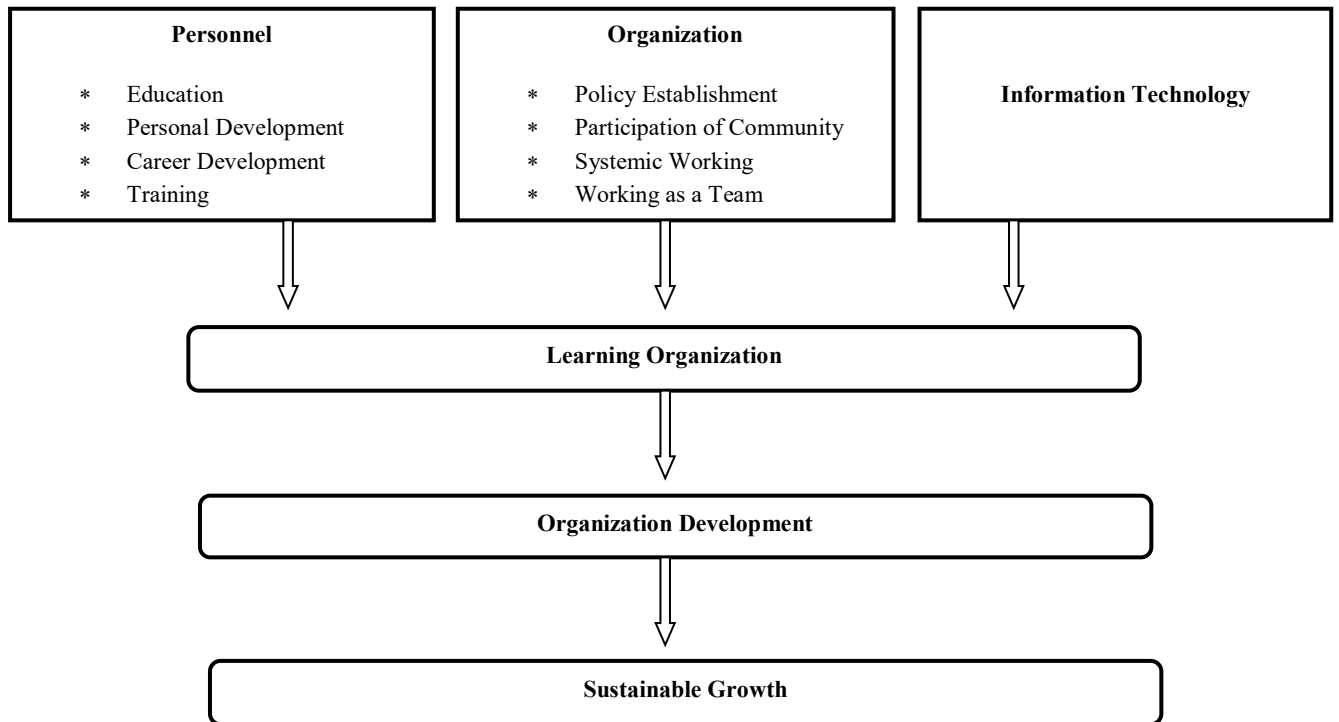 Personnel
* Education
* Personal Development
* Career Development
* Training
Organization
* Policy Establishment
* Participation of Community
* Systemic Working
* Working as a Team
Information Technology
Learning Organization
Organization Development
Sustainable Growth